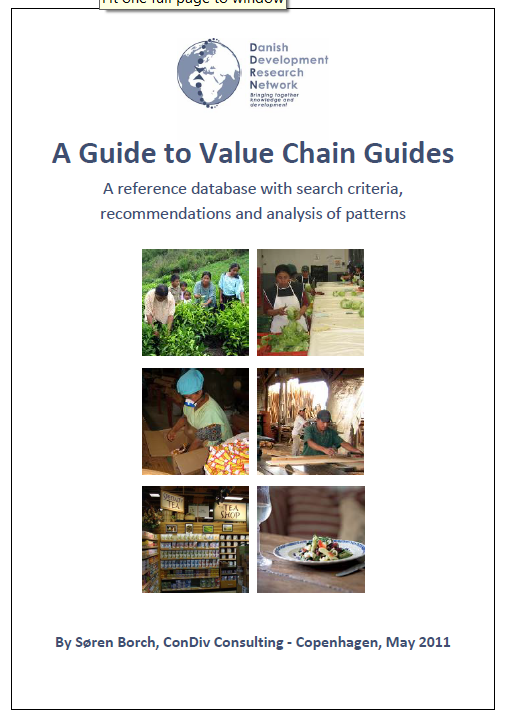 Fit one full page to window
Danish
Development
Research
Network
Bringing together
knowledge and
development
A Guide to Value Chain Guides
A reference database with search criteria,
recommendations and analysis of patterns
TEA
TEA
SHOP
By Søren Borch, ConDiv Consulting - Copenhagen, May 2011